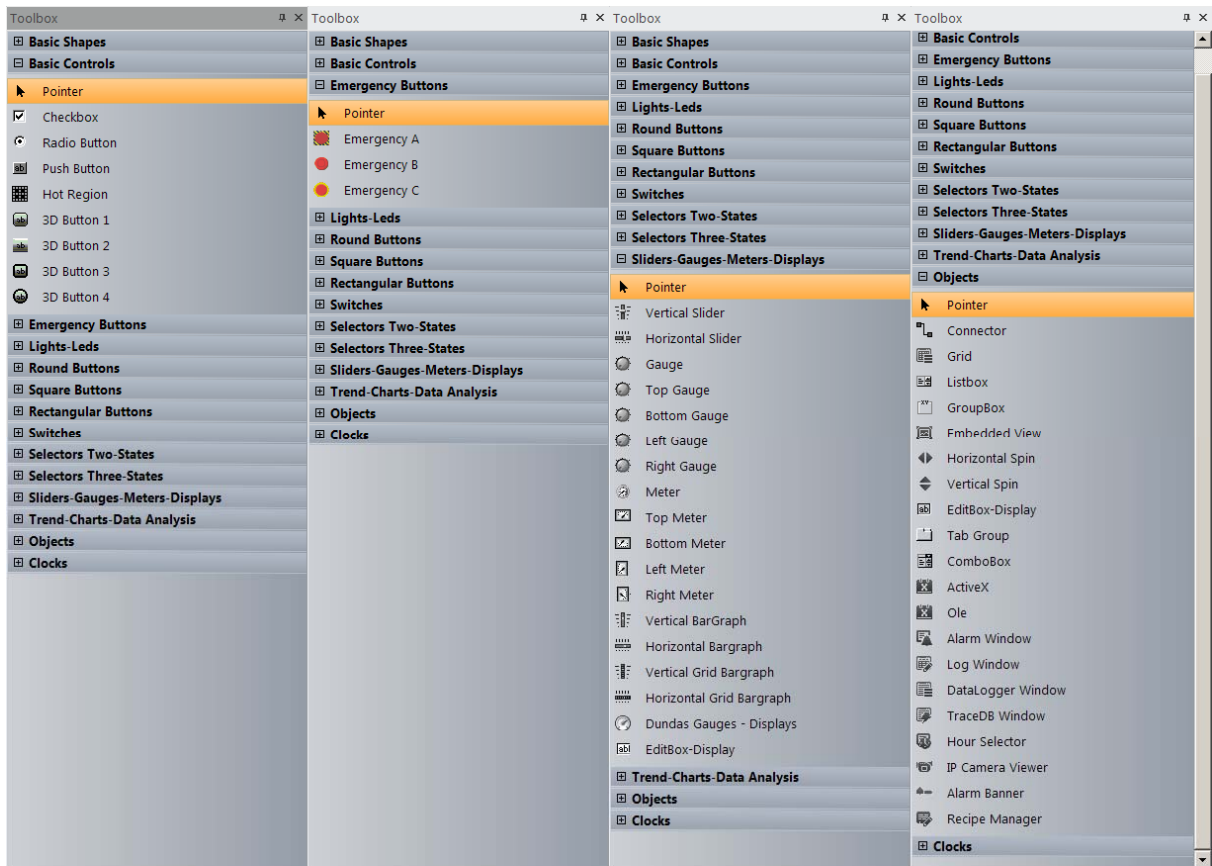 Toolbox
Basic Shapes
Basic Controls
Pointer
Checkbox
Radio Button
Push Button
Hot Region
3D Button 1
3D Button 2
3D Button 3
3D Button 4
Emergency Buttons
Lights-Leds
Round Buttons
Square Buttons
Rectangular Buttons
Switches
Selectors Two-States
Selectors Three-States
Sliders-Gauges-Meters-Displays
Trend-Charts-Data Analysis
Objects
Clocks
Toolbox
Basic Shapes
Basic Controls
Emergency Buttons
Pointer
Emergency A
Emergency B
Emergency C
Lights-Leds
Round Buttons
Square Buttons
Rectangular Buttons
Switches
Selectors Two-States
Selectors Three-States
Sliders-Gauges-Meters-Displays
Trend-Charts-Data Analysis
Objects
Clocks
Toolbox
Basic Shapes
Basic Controls
Emergency Buttons
Lights-Leds
Round Buttons
Square Buttons
Rectangular Buttons
Switches
Selectors Two-States
Selectors Three-States
Sliders-Gauges-Meters-Displays
Pointer
Vertical Slider
Horizontal Slider
Gauge
Top Gauge
Bottom Gauge
Left Gauge
Right Gauge
Meter
Top Meter
Bottom Meter
Left Meter
Right Meter
Vertical BarGraph
Horizontal Bargraph
Vertical Grid Bargraph
Horizontal Grid Bargraph
Dundas Gauges - Displays
EditBox-Display
Trend-Charts-Data Analysis
Objects
Clocks
Toolbox
Basic Controls
Emergency Buttons
Lights-Leds
Round Buttons
Square Buttons
Rectangular Buttons
Switches
Selectors Two-States
Selectors Three-States
Sliders-Gauges-Meters-Displays
Trend-Charts-Data Analysis
Objects
Pointer
Connector
Grid
Listbox
GroupBox
Embedded View
Horizontal Spin
Vertical Spin
EditBox-Display
Tab Group
ComboBox
ActiveX
Ole
Alarm Window
Log Window
DataLogger Window
TraceDB Window
Hour Selector
IP Camera Viewer
Alarm Banner
Recipe Manager
Clocks